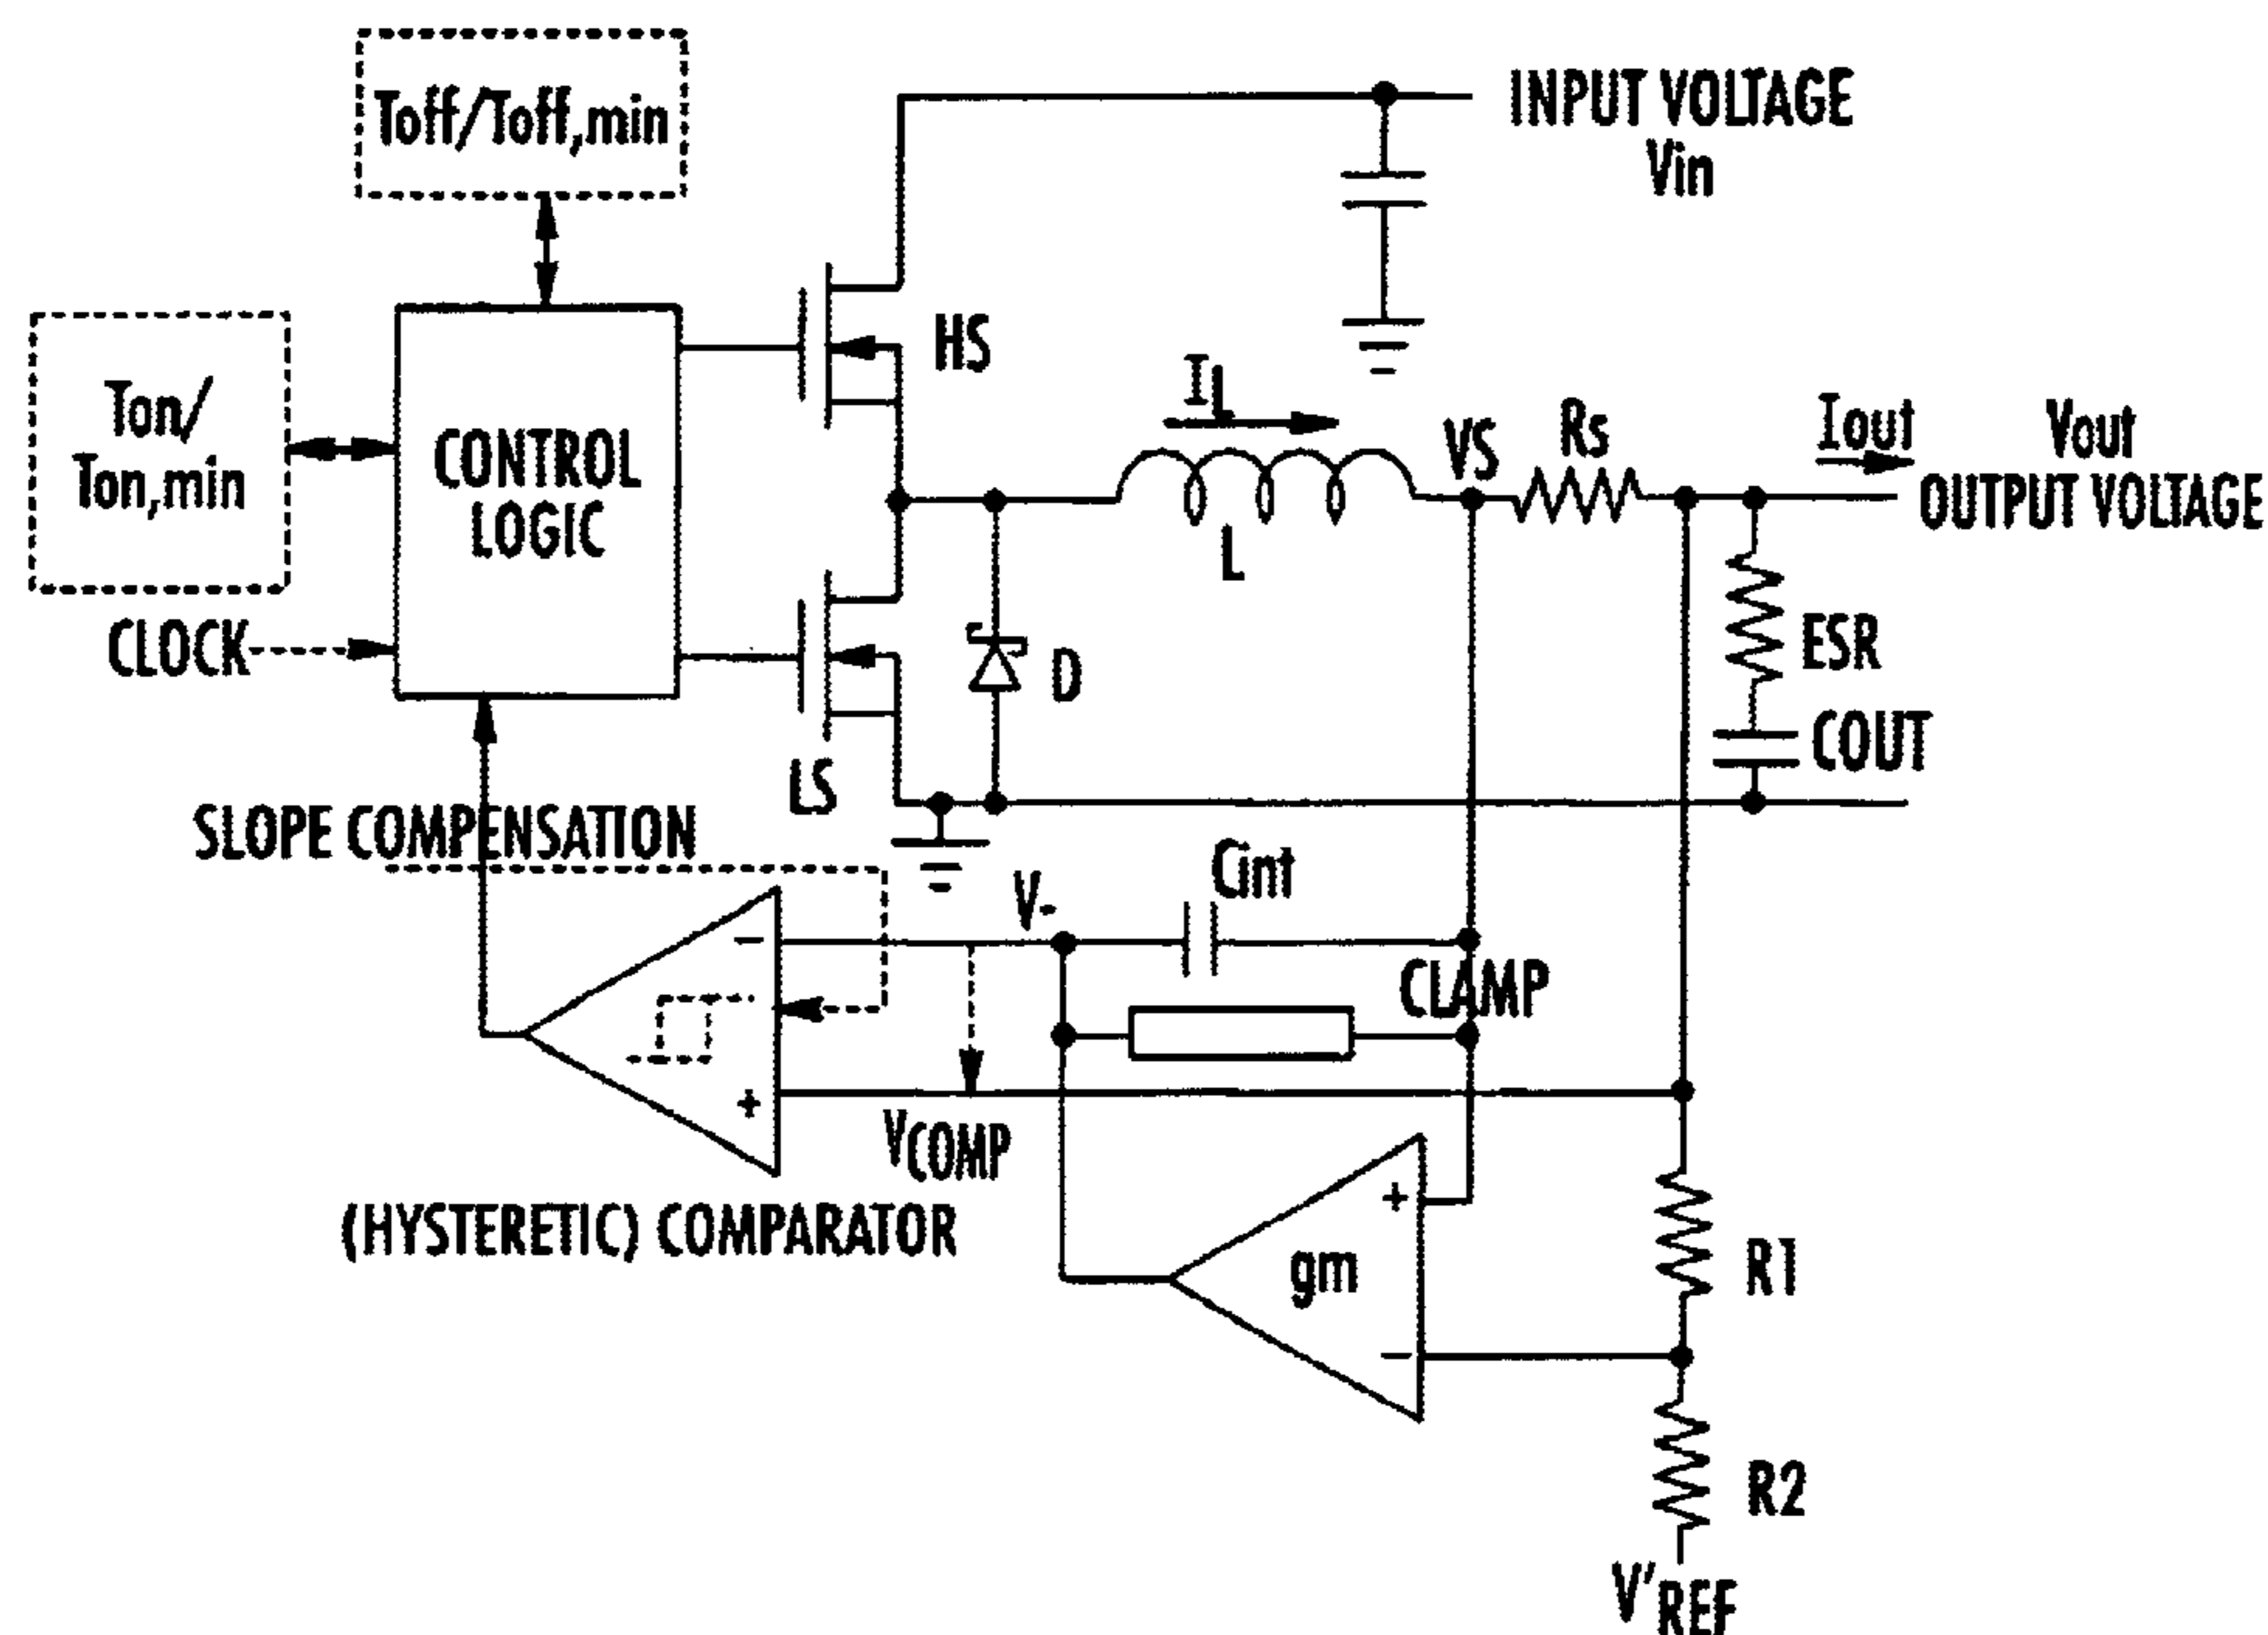 Toff/Toff,min
INPUT VOLTAGE
Vin
Ton/
Ton,min
CONTROL
LOGIC
CLOCK
HS
IL
VS
Rs
Iout
Vout
OUTPUT VOLTAGE
L
D
ESR
COUT
LS
SLOPE COMPENSATION
V-
Cint
CLAMP
−
+
VCOMP
(HYSTERETIC) COMPARATOR
+
gm
−
R1
R2
V'REF